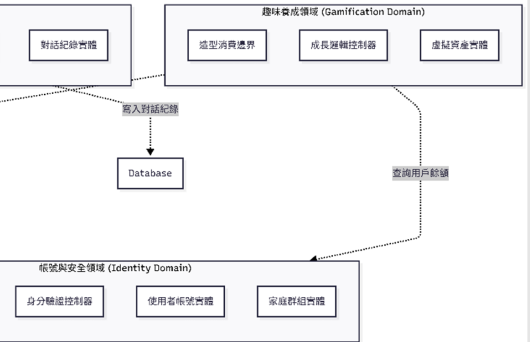 趣味養成領域 (Gamification Domain)
對話紀錄實體
造型消費邊界
成長邏輯控制器
虛擬資產實體
寫入對話紀錄
Database
查詢用戶餘額
帳號與安全領域 (Identity Domain)
身分驗證控制器
使用者帳號實體
家庭群組實體